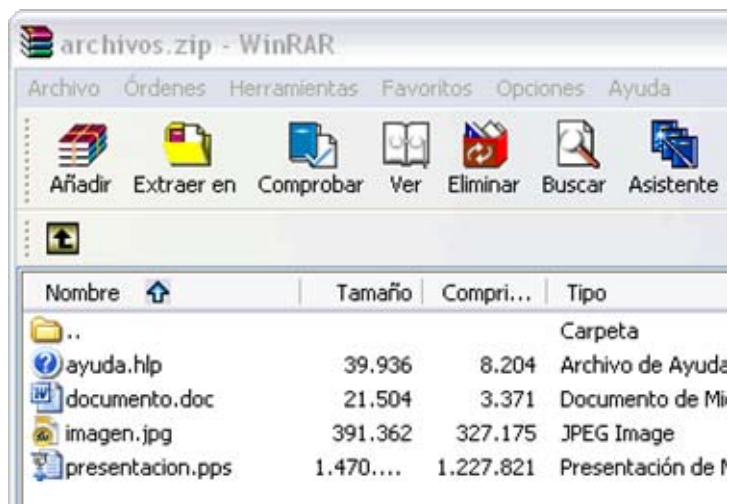 archivos.zip - WinRAR
Archivo Órdenes Herramientas Favoritos Opciones Ayuda
Añadir Extraer en Comprobar Ver Eliminar Buscar Asistente
Nombre Tamaño Compri... Tipo
.. Carpeta
ayuda.hlp 39.936 8.204 Archivo de Ayuda
documento.doc 21.504 3.371 Documento de Mi
imagen.jpg 391.362 327.175 JPEG Image
presentacion.pps 1.470.... 1.227.821 Presentación de